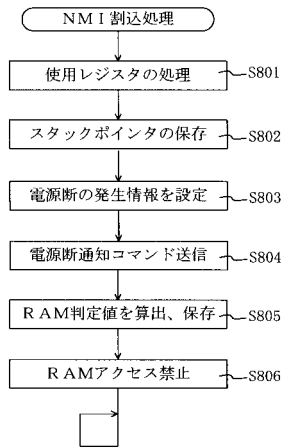 ＮＭＩ割込処理
使用レジスタの処理
S801
スタックポインタの保存
S802
電源断の発生情報を設定
S803
電源断通知コマンド送信
S804
ＲＡＭ判定値を算出、保存
S805
ＲＡＭアクセス禁止
S806